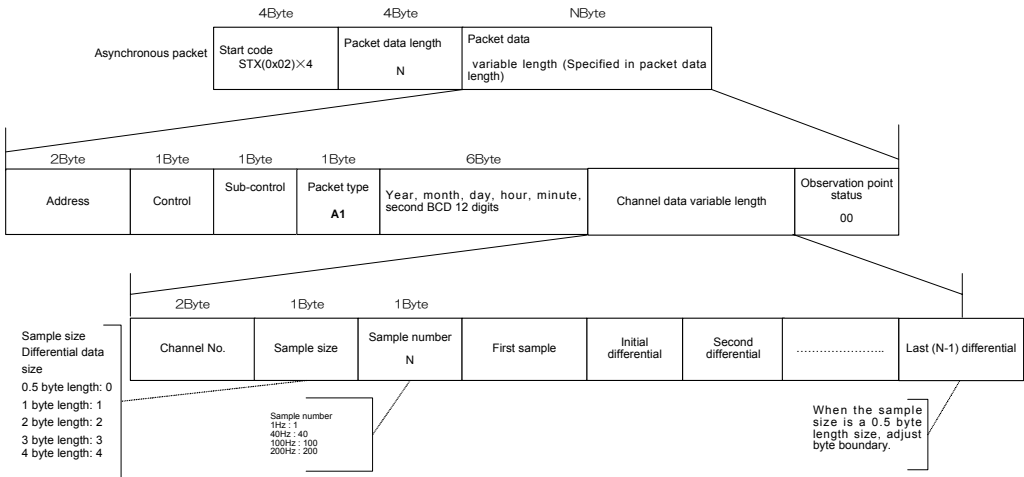 4Byte
4Byte
NByte
Asynchronous packet
Start code
STX(0x02)×4
Packet data length
N
Packet data
variable length (Specified in packet data
length)
2Byte
1Byte
1Byte
1Byte
6Byte
Address
Control
Sub-control
Packet type
A1
Year, month, day, hour, minute,
second BCD 12 digits
Channel data variable length
Observation point
status
00
2Byte
1Byte
1Byte
Channel No.
Sample size
Sample number
N
First sample
Initial
differential
Second
differential
........................
Last (N-1) differential
Sample size
Differential data
size
0.5 byte length: 0
1 byte length: 1
2 byte length: 2
3 byte length: 3
4 byte length: 4
Sample number
1Hz : 1
40Hz : 40
100Hz : 100
200Hz : 200
When the sample
size is a 0.5 byte
length size, adjust
byte boundary.